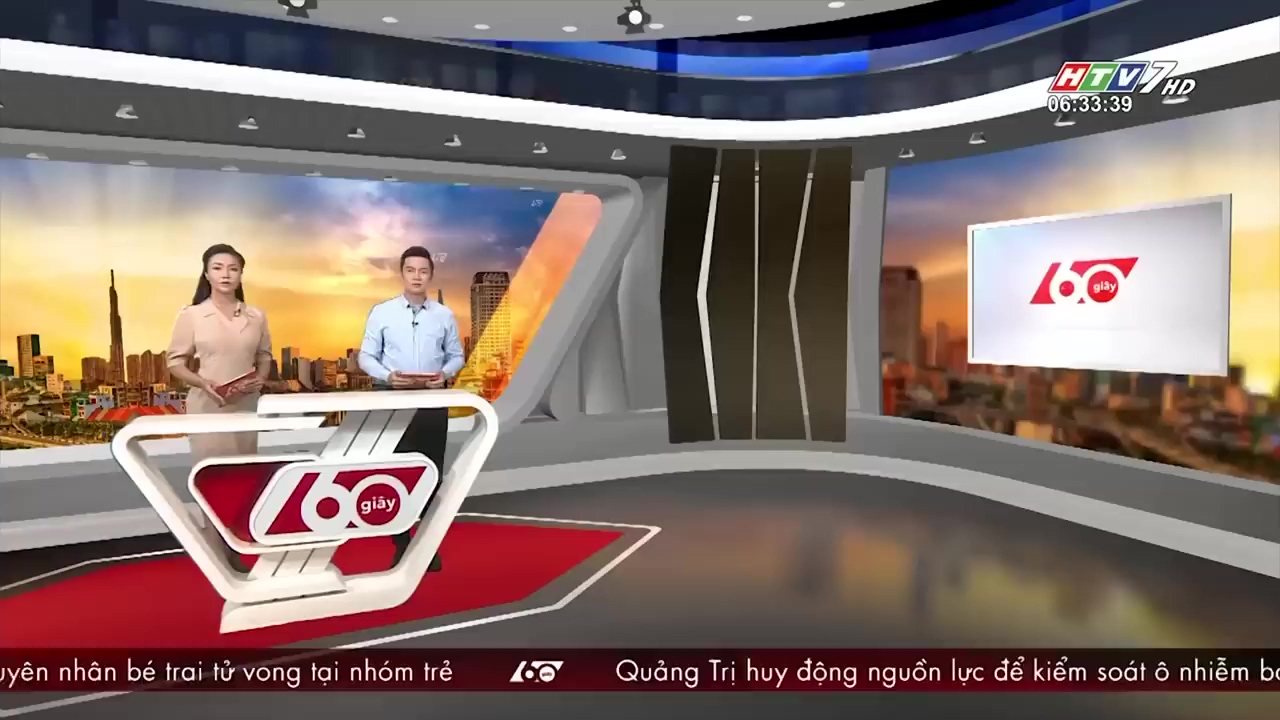 HTV7 HD
06:33:39
60 giây
60 giây
bé trai tử vong tại nhóm trẻ
60 giây
Quảng Trị huy động nguồn lực để kiểm soát ô nhiễm